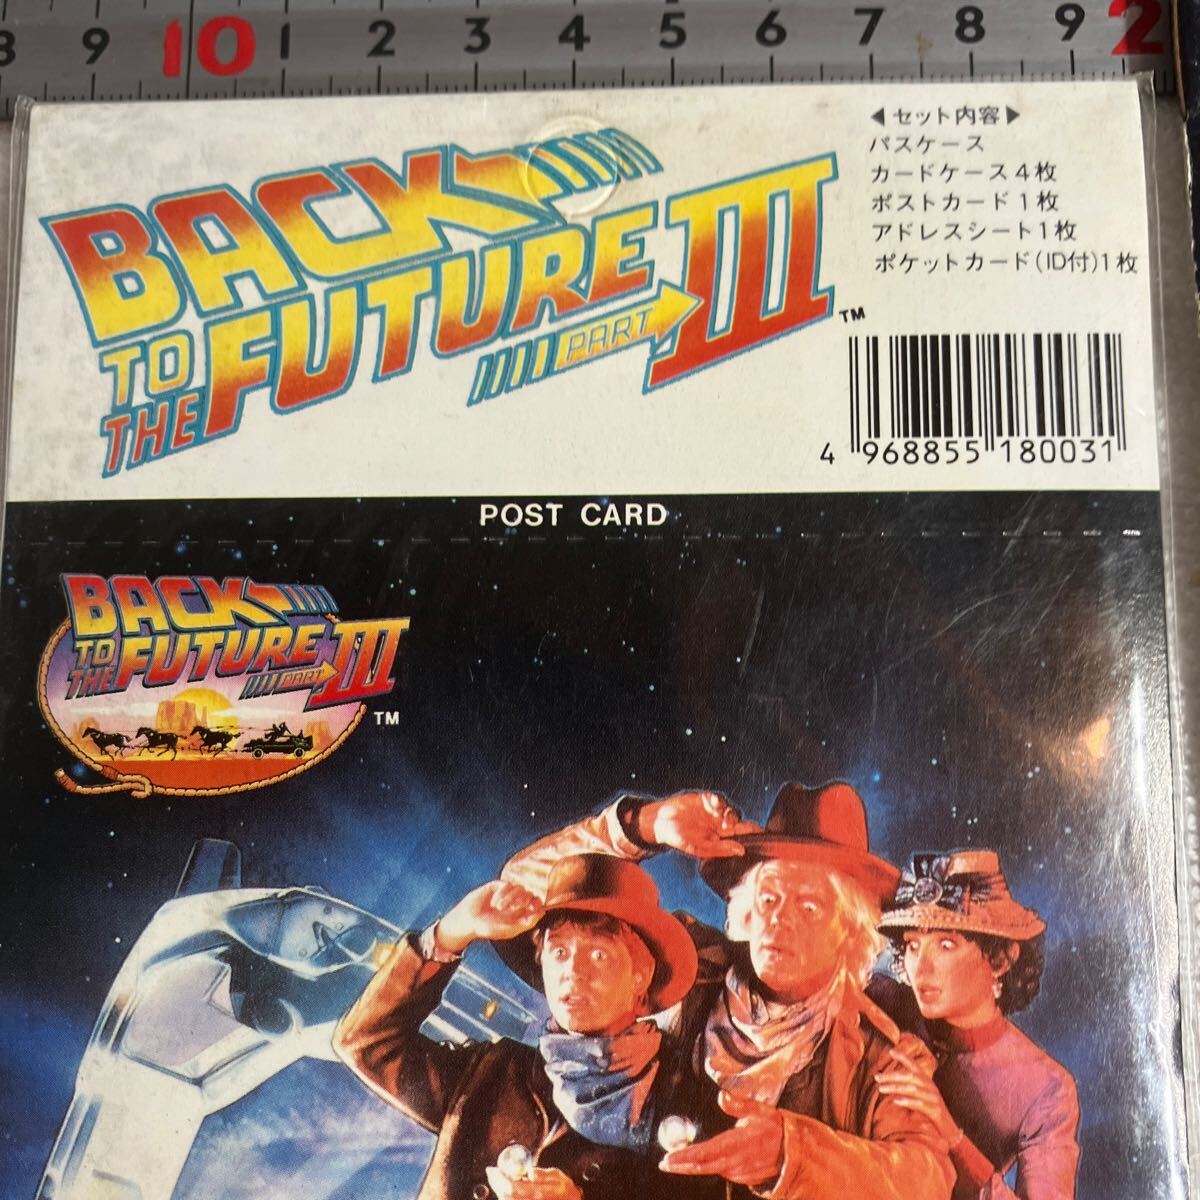 8 9 10 1 2 3 4 5 6 7 8 9 2
BACK
TO THE FUTURE
PART III
TM
◀セット内容▶
パスケース
カードケース4枚
ポストカード1枚
アドレスシート1枚
ポケットカード(ID付)1枚
4 968855 180031
POST CARD
BACK
TO THE FUTURE
PART III
TM